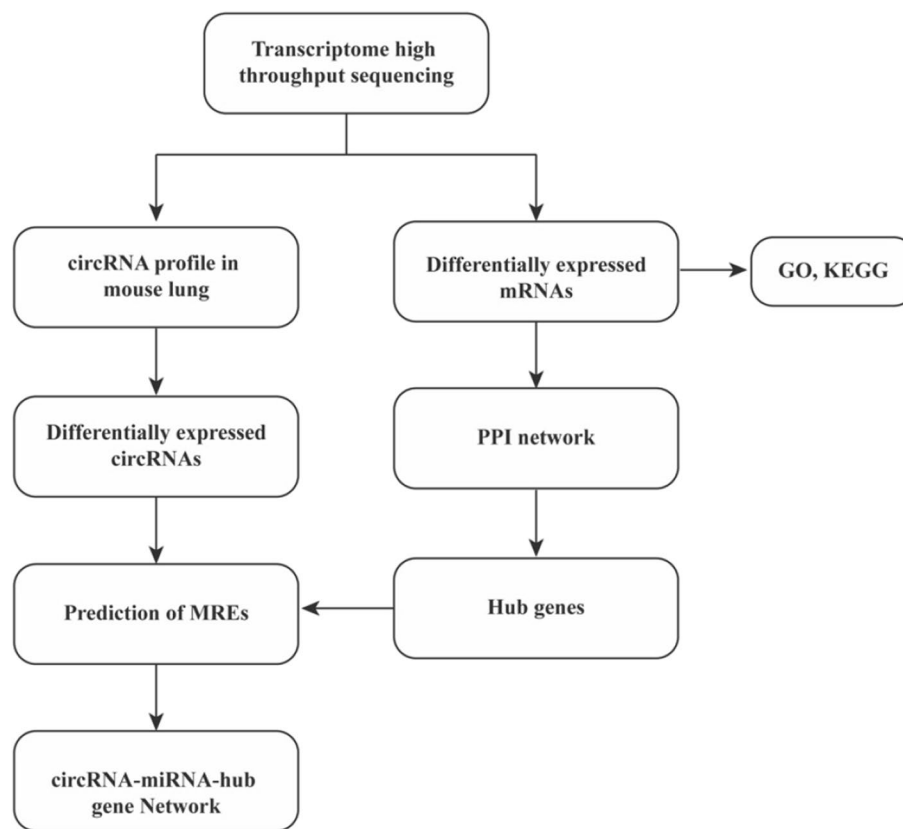 Transcriptome high
throughput sequencing
circRNA profile in
mouse lung
Differentially expressed
mRNAs
GO, KEGG
Differentially expressed
circRNAs
PPI network
Prediction of MREs
Hub genes
circRNA-miRNA-hub
gene Network